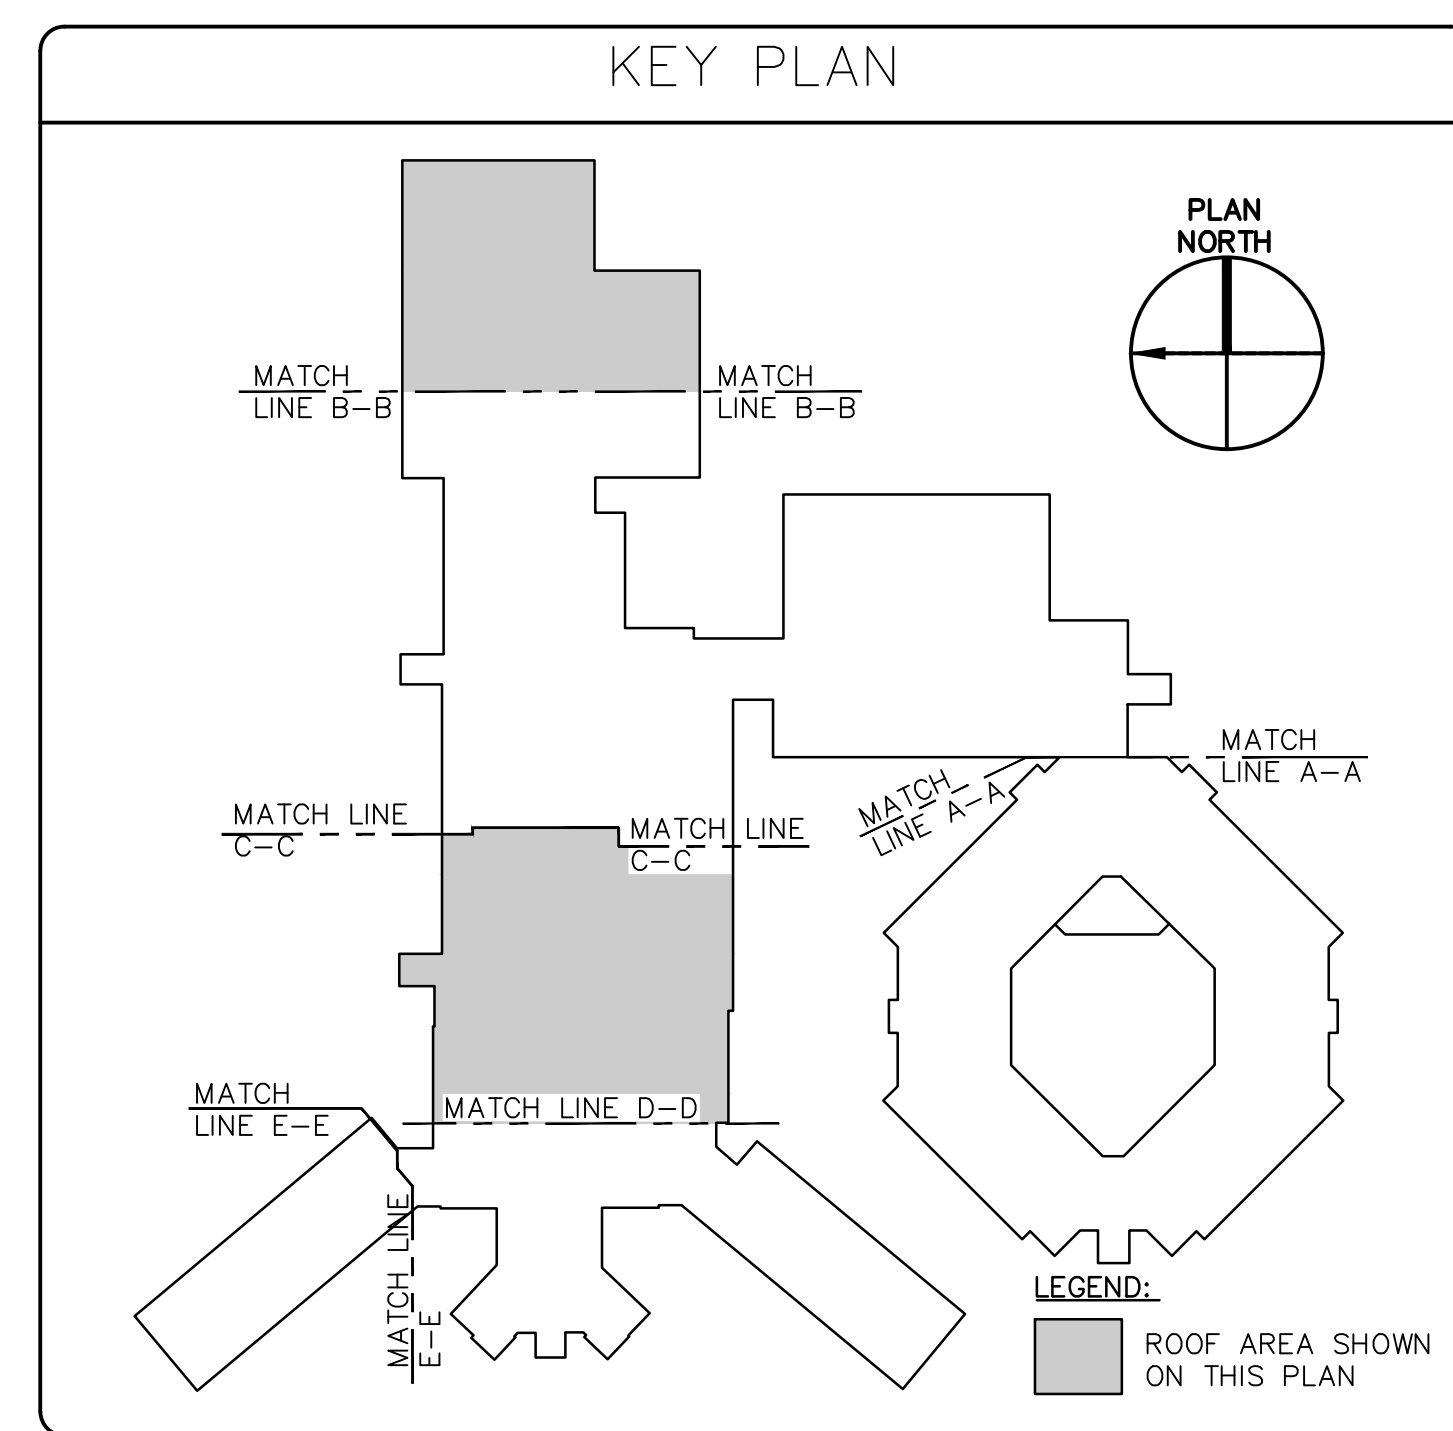 KEY PLAN
PLAN
NORTH
MATCH
LINE B-B
MATCH
LINE B-B
MATCH
LINE A-A
MATCH
LINE A-A
MATCH LINE
C-C
MATCH LINE
C-C
MATCH
LINE E-E
MATCH LINE D-D
MATCH LINE
E-E
LEGEND:
ROOF AREA SHOWN
ON THIS PLAN